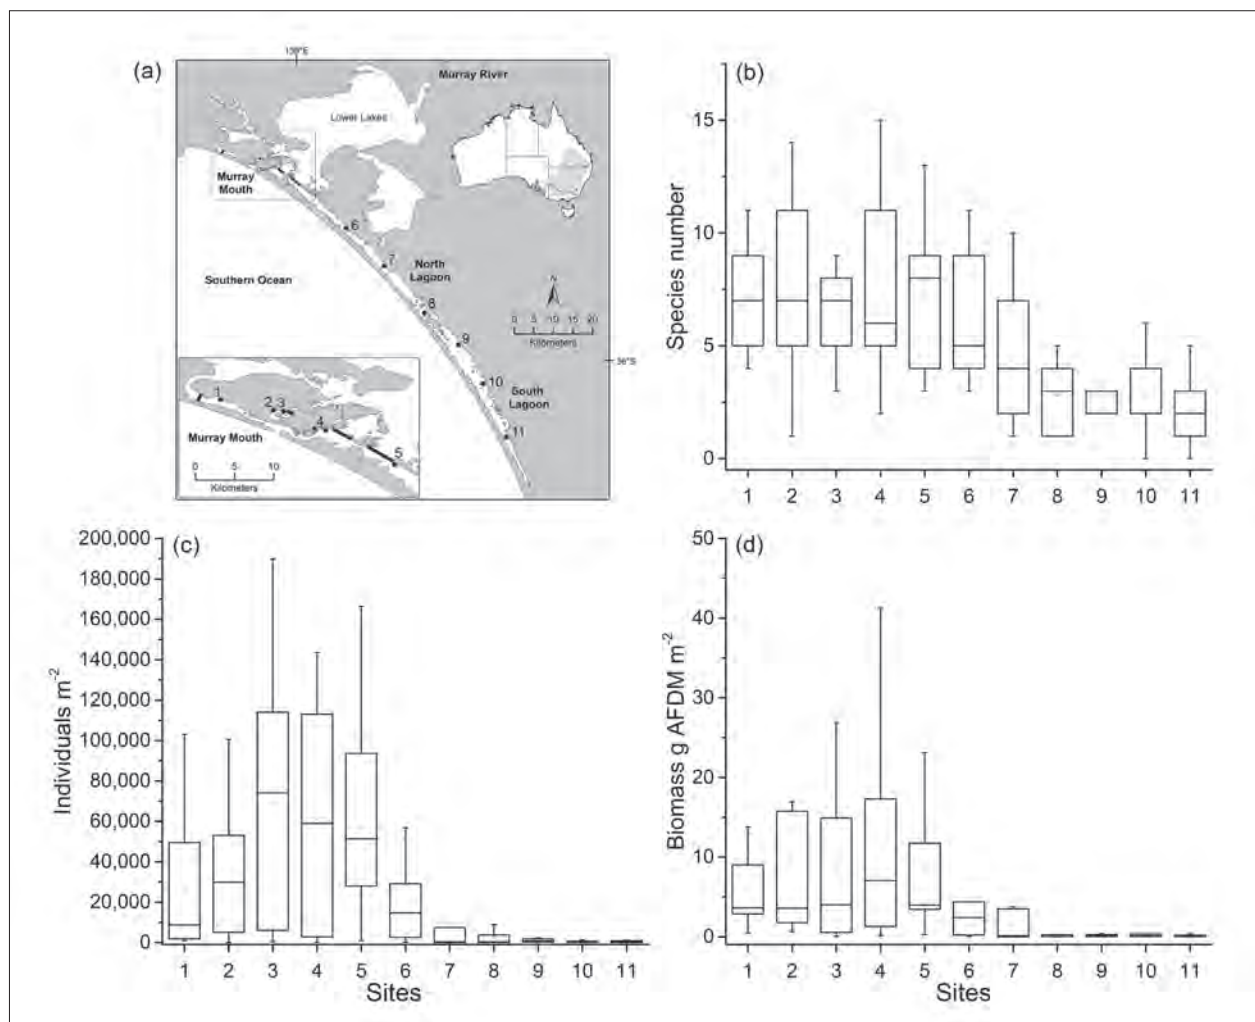 (a)
138°E
Murray River
Lower Lakes
Murray
Mouth
6
7
North
Lagoon
Southern Ocean
N
8
0 5 10 15 20
Kilometers
9
36°S
10
South
Lagoon
11
1
2 3
4
Murray Mouth
5
0 5 10
Kilometers
(b)
Species number
15
10
5
0
1 2 3 4 5 6 7 8 9 10 11
(c)
Individuals m-2
200,000
180,000
160,000
140,000
120,000
100,000
80,000
60,000
40,000
20,000
0
1 2 3 4 5 6 7 8 9 10 11
Sites
(d)
Biomass g AFDM m-2
50
40
30
20
10
0
1 2 3 4 5 6 7 8 9 10 11
Sites